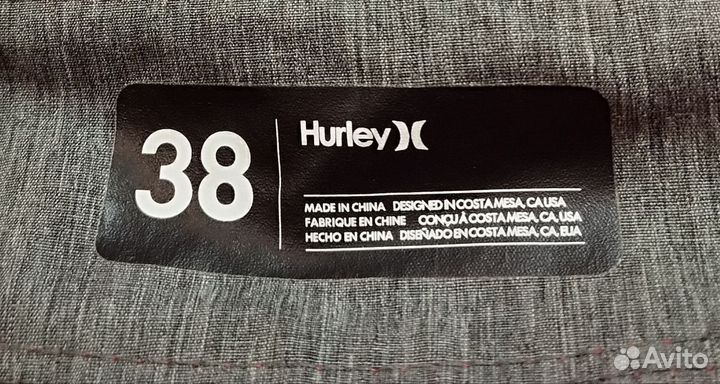 38
Hurley
MADE IN CHINA DESIGNED IN COSTA MESA, CA USA
FABRIQUE EN CHINE CONÇU À COSTA MESA, CA, USA
HECHO EN CHINA DISEÑADO EN COSTA MESA, CA, EUA
Avito